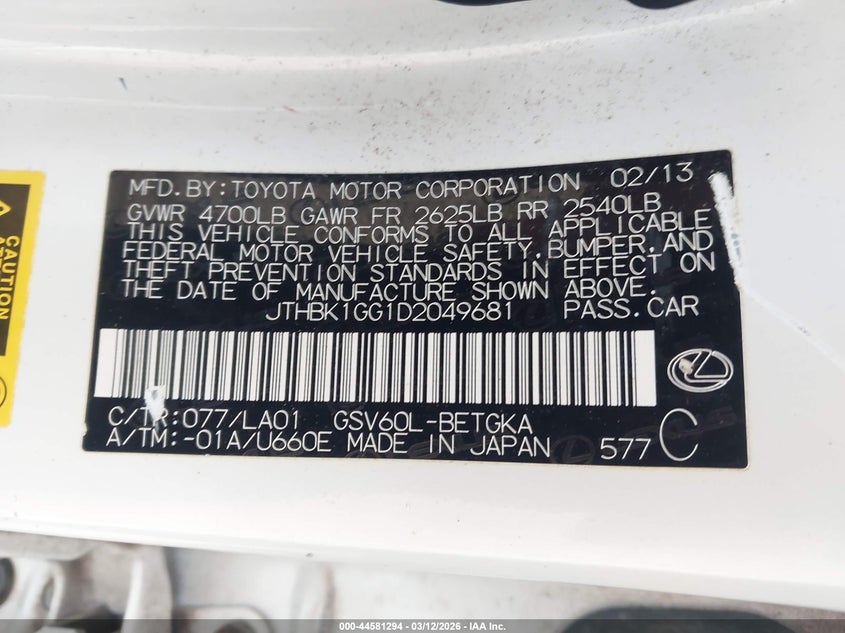 MFD.BY:TOYOTA MOTOR CORPORATION 02/13
GVWR 4700LB GAWR FR 2625LB RR 2540LB
THIS VEHICLE CONFORMS TO ALL APPLICABLE
FEDERAL MOTOR VEHICLE SAFETY,BUMPER,AND
THEFT PREVENTION STANDARDS IN EFFECT ON
THE DATE OF MANUFACTURE SHOWN ABOVE.
JTHBK1GG1D2049681 PASS.CAR
C/TR:077/LA01 GSV60L-BETGKA
A/TM:-01A/U660E MADE IN JAPAN 577 C
CAUTION
000-44581294 - 03/12/2026 - IAA Inc.